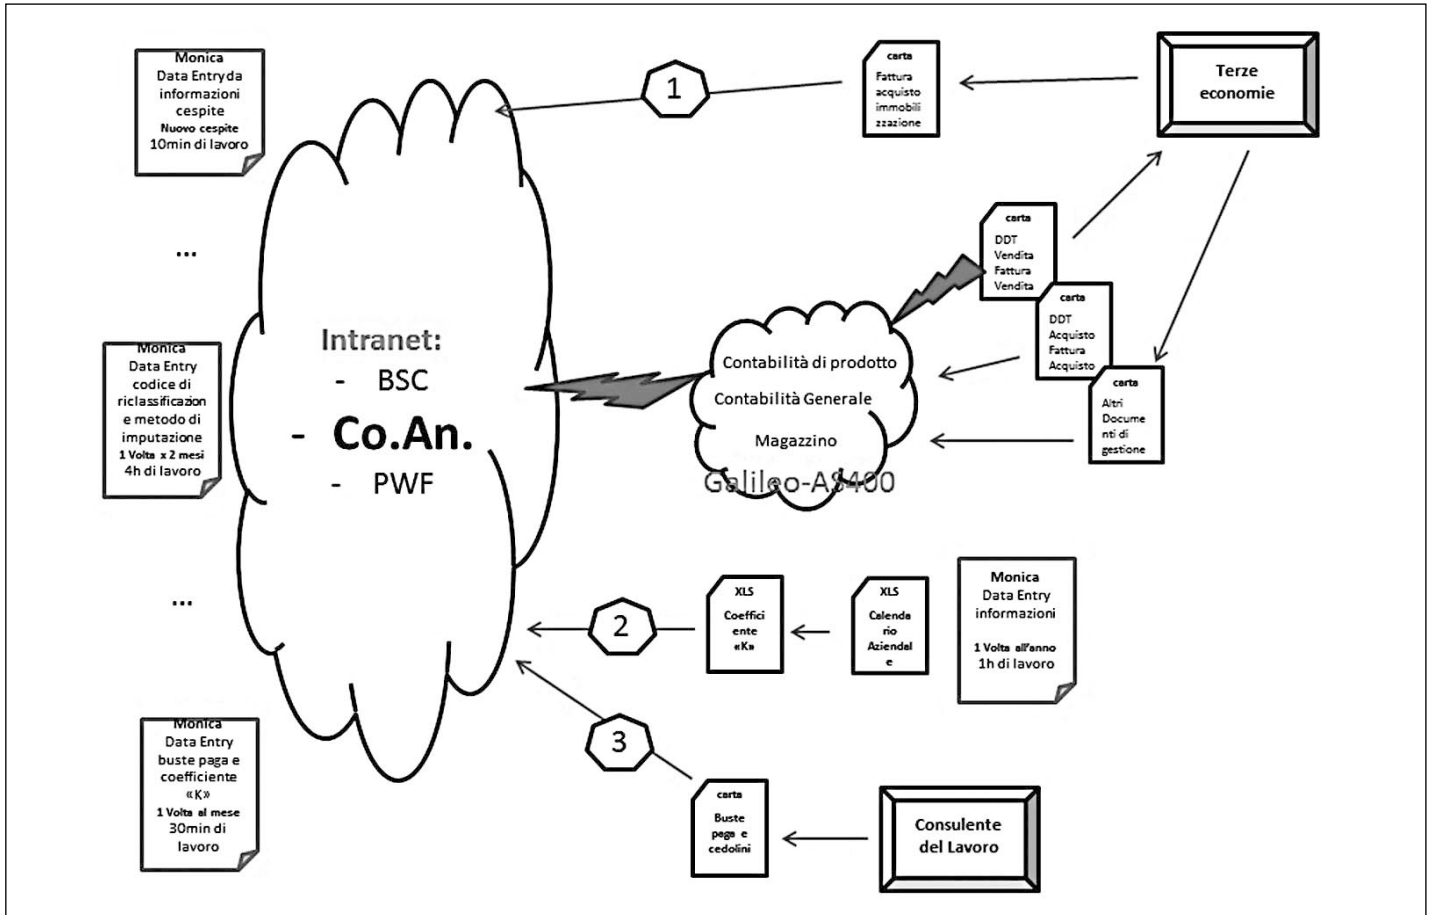 Monica
Data Entry da
informazioni
cespite
Nuovo cespite
10min di lavoro
...
Monica
Data Entry
codice di
riclassificazion
e metodo di
imputazione
1 Volta x 2 mesi
4h di lavoro
...
Monica
Data Entry
buste paga e
coefficiente
«K»
1 Volta al mese
30min di
lavoro
Intranet:
- BSC
- Co.An.
- PWF
1
carta
Fattura
acquisto
immobili
zzazione
Terze
economie
carta
DDT
Vendita
Fattura
Vendita
carta
DDT
Acquisto
Fattura
Acquisto
carta
Altri
Docume
nti di
gestione
Contabilità di prodotto
Contabilità Generale
Magazzino
Galileo-AS400
2
XLS
Coeffici
ente
«K»
XLS
Calenda
rio
Aziendal
e
Monica
Data Entry
informazioni
1 Volta all'anno
1h di lavoro
3
carta
Buste
paga e
cedolini
Consulente
del Lavoro